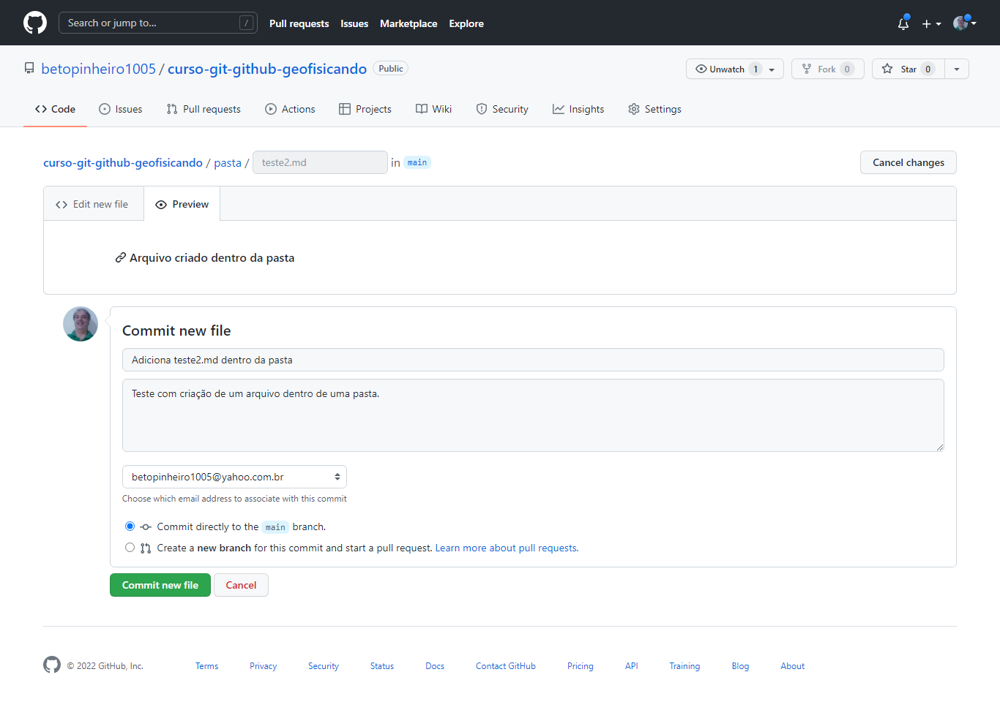 Search or jump to... /
Pull requests Issues Marketplace Explore
betopinheiro1005 / curso-git-github-geofisicando Public
Unwatch 1 Fork 0 Star 0
Code Issues Pull requests Actions Projects Wiki Security Insights Settings
curso-git-github-geofisicando / pasta / teste2.md in main
Cancel changes
Edit new file Preview
Arquivo criado dentro da pasta
Commit new file
Adiciona teste2.md dentro da pasta
Teste com criação de um arquivo dentro de uma pasta.
betopinheiro1005@yahoo.com.br
Choose which email address to associate with this commit
Commit directly to the main branch.
Create a new branch for this commit and start a pull request. Learn more about pull requests.
Commit new file Cancel
© 2022 GitHub, Inc. Terms Privacy Security Status Docs Contact GitHub Pricing API Training Blog About